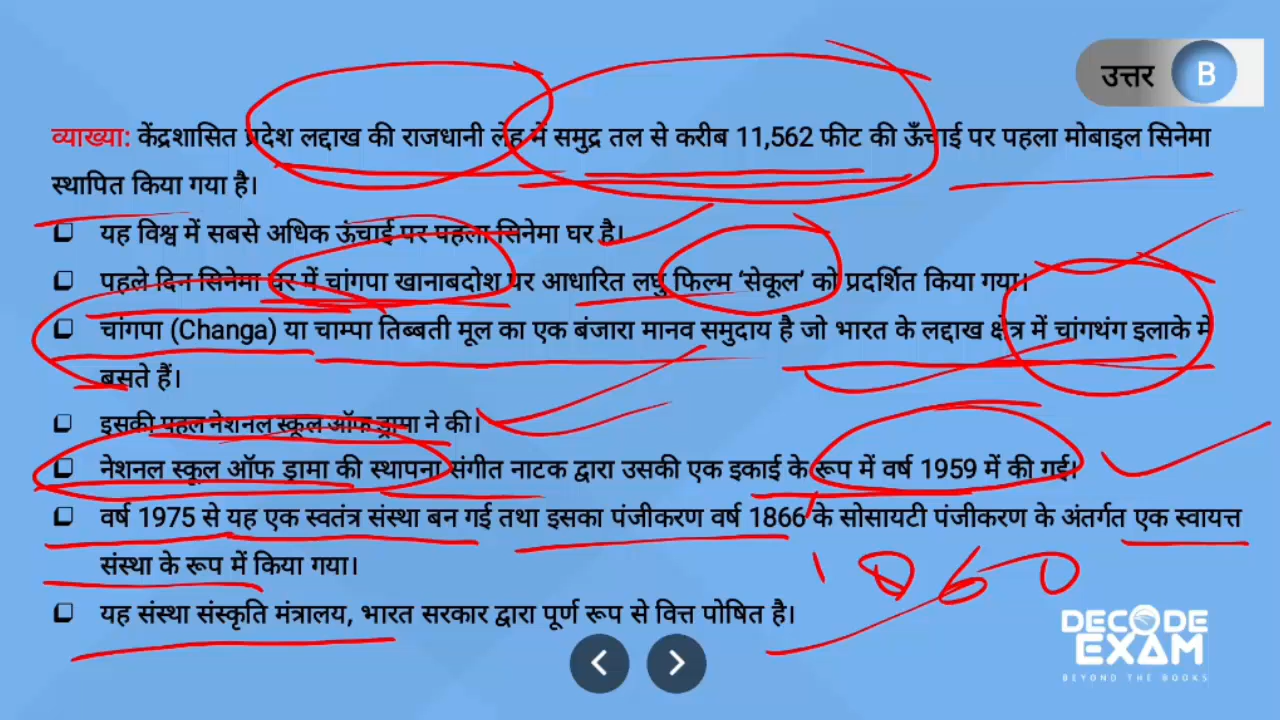 उत्तर B
व्याख्या: केंद्रशासित प्रदेश लद्दाख की राजधानी लेह में समुद्र तल से करीब 11,562 फीट की ऊँचाई पर पहला मोबाइल सिनेमा
स्थापित किया गया है।
यह विश्व में सबसे अधिक ऊंचाई पर पहला सिनेमा घर है।
पहले दिन सिनेमा घर में चांगपा खानाबदोश पर आधारित लघु फिल्म 'सेकूल' को प्रदर्शित किया गया।
चांगपा (Changa) या चाम्पा तिब्बती मूल का एक बंजारा मानव समुदाय है जो भारत के लद्दाख क्षेत्र में चांगथंग इलाके में
बसते हैं।
इसकी पहल नेशनल स्कूल ऑफ ड्रामा ने की।
नेशनल स्कूल ऑफ ड्रामा की स्थापना संगीत नाटक द्वारा उसकी एक इकाई के रूप में वर्ष 1959 में की गई।
वर्ष 1975 से यह एक स्वतंत्र संस्था बन गई तथा इसका पंजीकरण वर्ष 1866 के सोसायटी पंजीकरण के अंतर्गत एक स्वायत्त
संस्था के रूप में किया गया।
1860
यह संस्था संस्कृति मंत्रालय, भारत सरकार द्वारा पूर्ण रूप से वित्त पोषित है।
DECODE
EXAM
BEYOND THE BOOKS